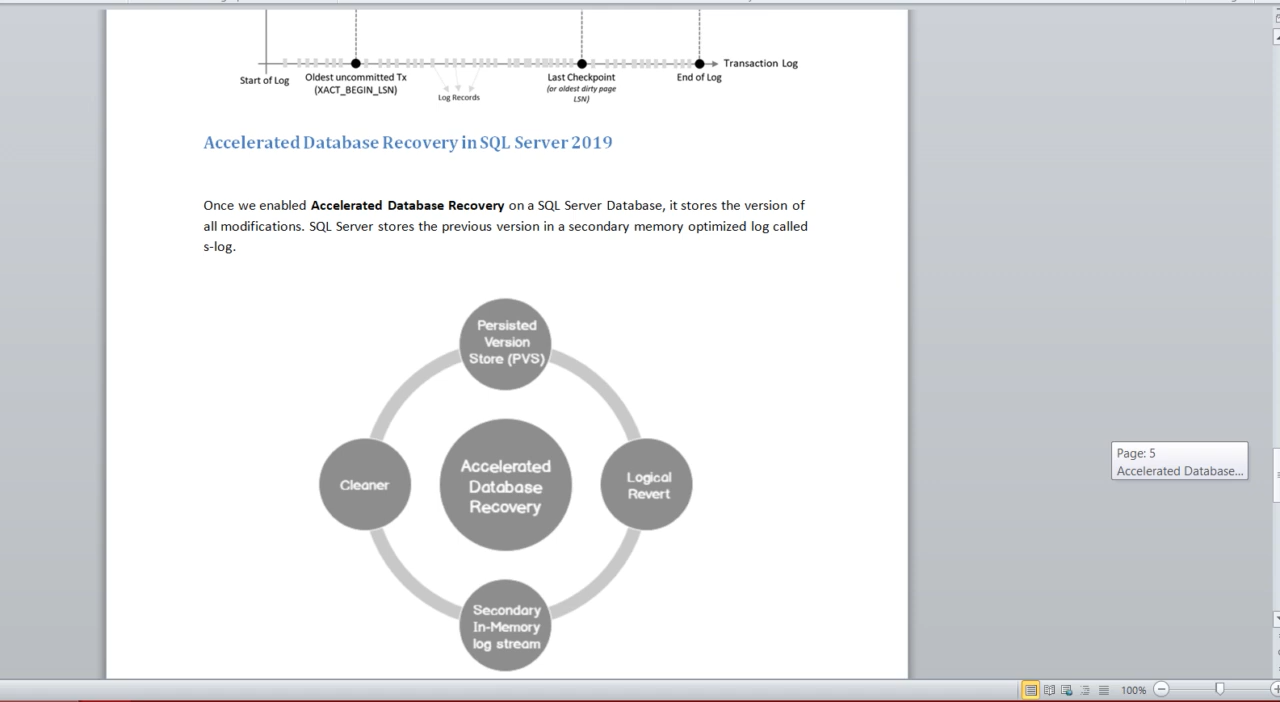 Transaction Log
Start of Log
Oldest uncommitted Tx
(XACT_BEGIN_LSN)
Log Records
Last Checkpoint
(or oldest dirty page
LSN)
End of Log
Accelerated Database Recovery in SQL Server 2019
Once we enabled Accelerated Database Recovery on a SQL Server Database, it stores the version of
all modifications. SQL Server stores the previous version in a secondary memory optimized log called
s-log.
Persisted
Version
Store (PVS)
Cleaner
Accelerated
Database
Recovery
Logical
Revert
Secondary
In-Memory
log stream
Page: 5
Accelerated Database...
100%